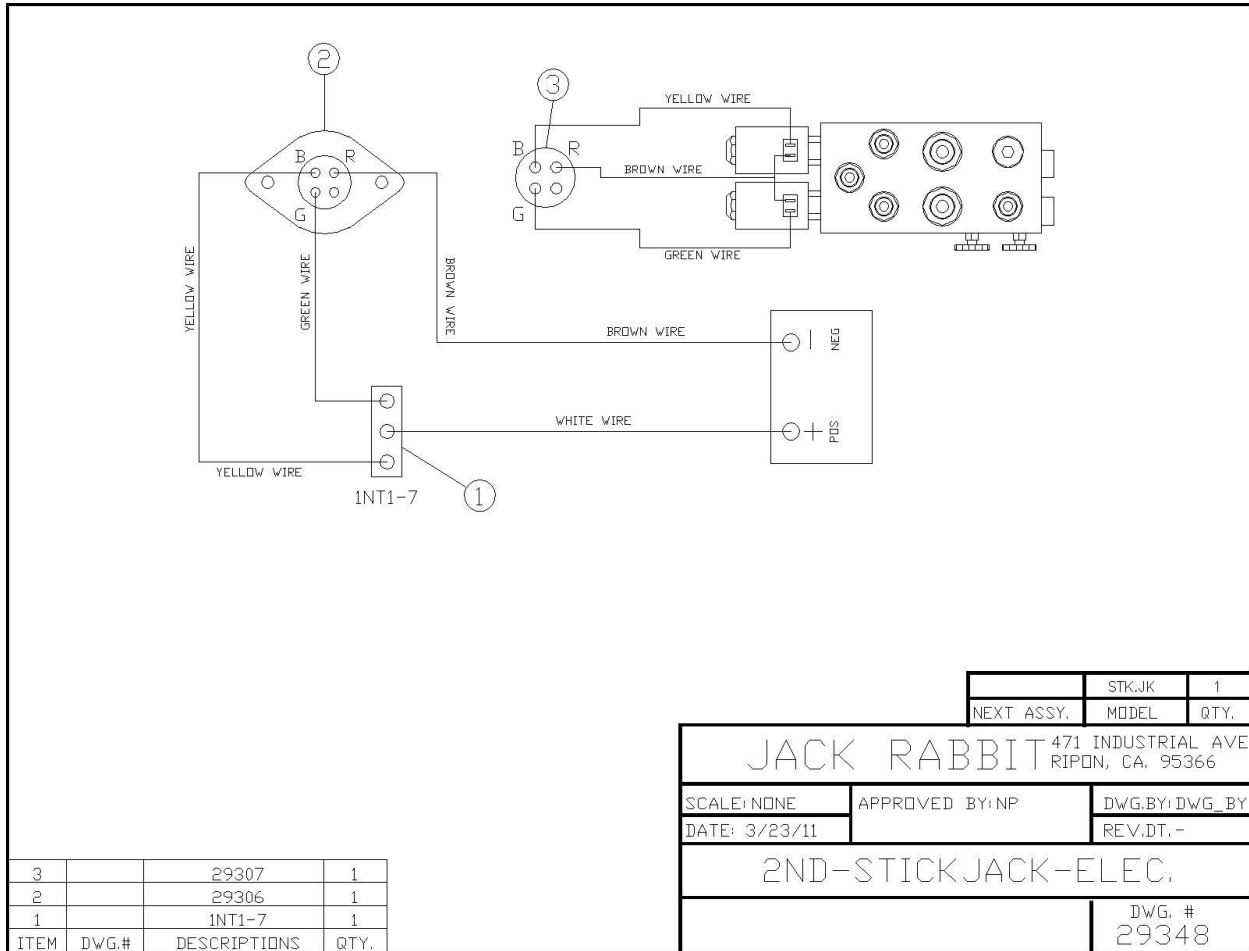 2
3
YELLOW WIRE
B R
B R
BROWN WIRE
G
G
GREEN WIRE
YELLOW WIRE
GREEN WIRE
BROWN WIRE
BROWN WIRE
— NEG
WHITE WIRE
+ POS
YELLOW WIRE
1NT1-7
1
STK.JK 1
NEXT ASSY. MODEL QTY.
JACK RABBIT 471 INDUSTRIAL AVE
RIPON, CA. 95366
SCALE: NONE APPROVED BY: NP DWG.BY: DWG_BY
DATE: 3/23/11 REV.DT. -
2ND-STICKJACK-ELEC.
DWG. #
29348
3 29307 1
2 29306 1
1 1NT1-7 1
ITEM DWG.# DESCRIPTIONS QTY.